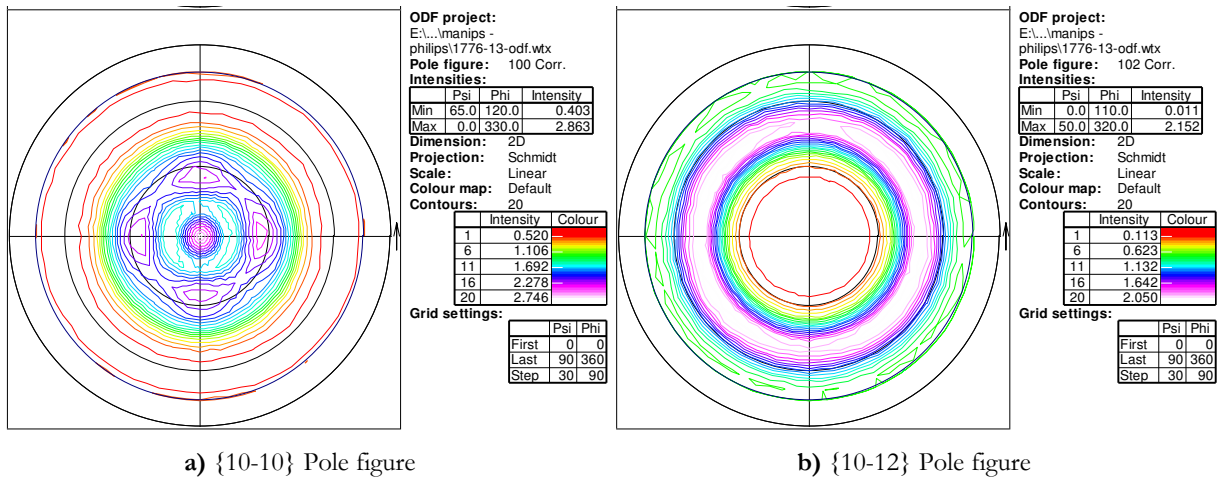 ODF project:
E:\...\manips -
philips\1776-13-odf.wtx
Pole figure: 100 Corr.
Intensities:
Psi Phi Intensity
Min 65.0 120.0 0.403
Max 0.0 330.0 2.863
Dimension: 2D
Projection: Schmidt
Scale: Linear
Colour map: Default
Contours: 20
Intensity Colour
1 0.520
6 1.106
11 1.692
16 2.278
20 2.746
Grid settings:
Psi Phi
First 0 0
Last 90 360
Step 30 90
a) {10-10} Pole figure
ODF project:
E:\...\manips -
philips\1776-13-odf.wtx
Pole figure: 102 Corr.
Intensities:
Psi Phi Intensity
Min 0.0 110.0 0.011
Max 50.0 320.0 2.152
Dimension: 2D
Projection: Schmidt
Scale: Linear
Colour map: Default
Contours: 20
Intensity Colour
1 0.113
6 0.623
11 1.132
16 1.642
20 2.050
Grid settings:
Psi Phi
First 0 0
Last 90 360
Step 30 90
b) {10-12} Pole figure